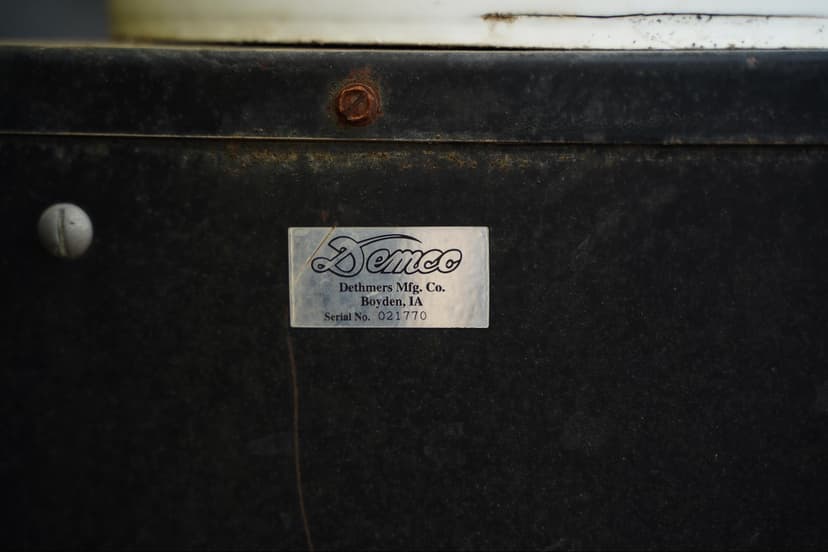 Demco
Dethmers Mfg. Co.
Boyden, IA
Serial No. 021770